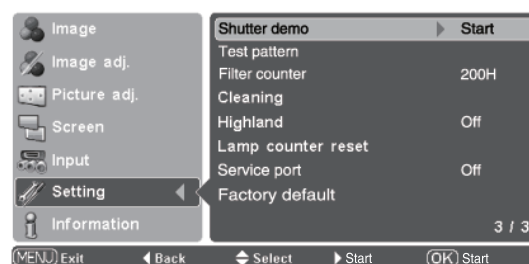 Image
Image adj.
Picture adj.
Screen
Input
Setting
Information
Shutter demo Start
Test pattern
Filter counter 200H
Cleaning
Highland Off
Lamp counter reset
Service port Off
Factory default
3 / 3
MENU Exit Back Select Start OK Start